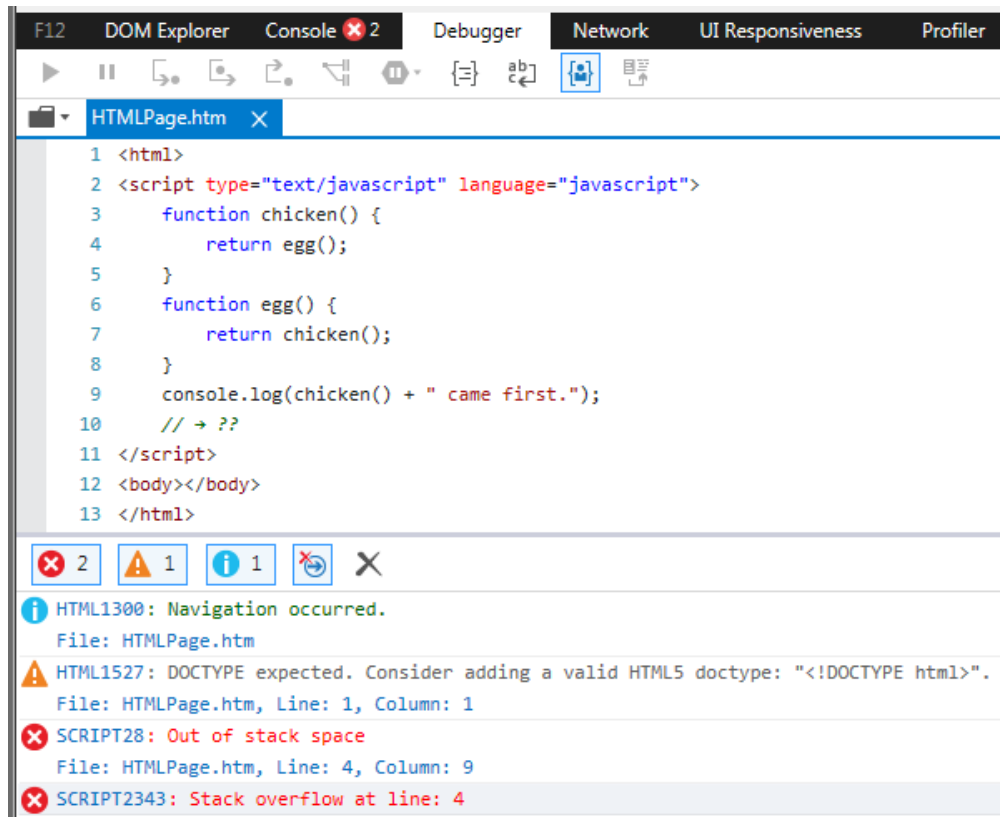 F12 DOM Explorer Console 2 Debugger Network UI Responsiveness Profiler
HTMLPage.htm
1 <html>
2 <script type="text/javascript" language="javascript">
3     function chicken() {
4         return egg();
5     }
6     function egg() {
7         return chicken();
8     }
9     console.log(chicken() + " came first.");
10     // → ??
11 </script>
12 <body></body>
13 </html>
2 1 1
HTML1300: Navigation occurred.
File: HTMLPage.htm
HTML1527: DOCTYPE expected. Consider adding a valid HTML5 doctype: "<!DOCTYPE html>".
File: HTMLPage.htm, Line: 1, Column: 1
SCRIPT28: Out of stack space
File: HTMLPage.htm, Line: 4, Column: 9
SCRIPT2343: Stack overflow at line: 4